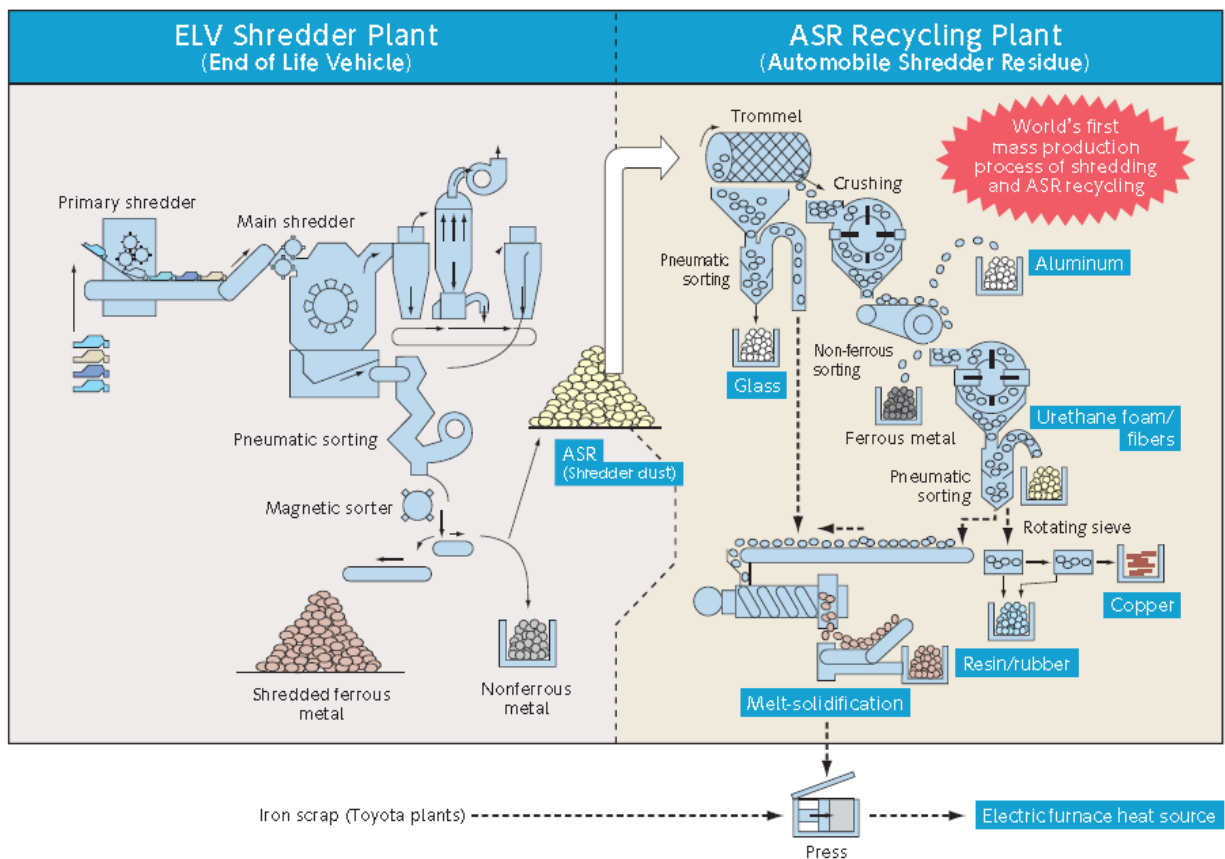 ELV Shredder Plant
(End of Life Vehicle)
ASR Recycling Plant
(Automobile Shredder Residue)
World's first
mass production
process of shredding
and ASR recycling
Trommel
Crushing
Primary shredder
Main shredder
Pneumatic
sorting
Aluminum
Non-ferrous
sorting
Glass
Ferrous metal
Urethane foam/
fibers
Pneumatic sorting
ASR
(Shredder dust)
Pneumatic
sorting
Magnetic sorter
Rotating sieve
Copper
Resin/rubber
Shredded ferrous
metal
Nonferrous
metal
Melt-solidification
Iron scrap (Toyota plants)
Electric furnace heat source
Press